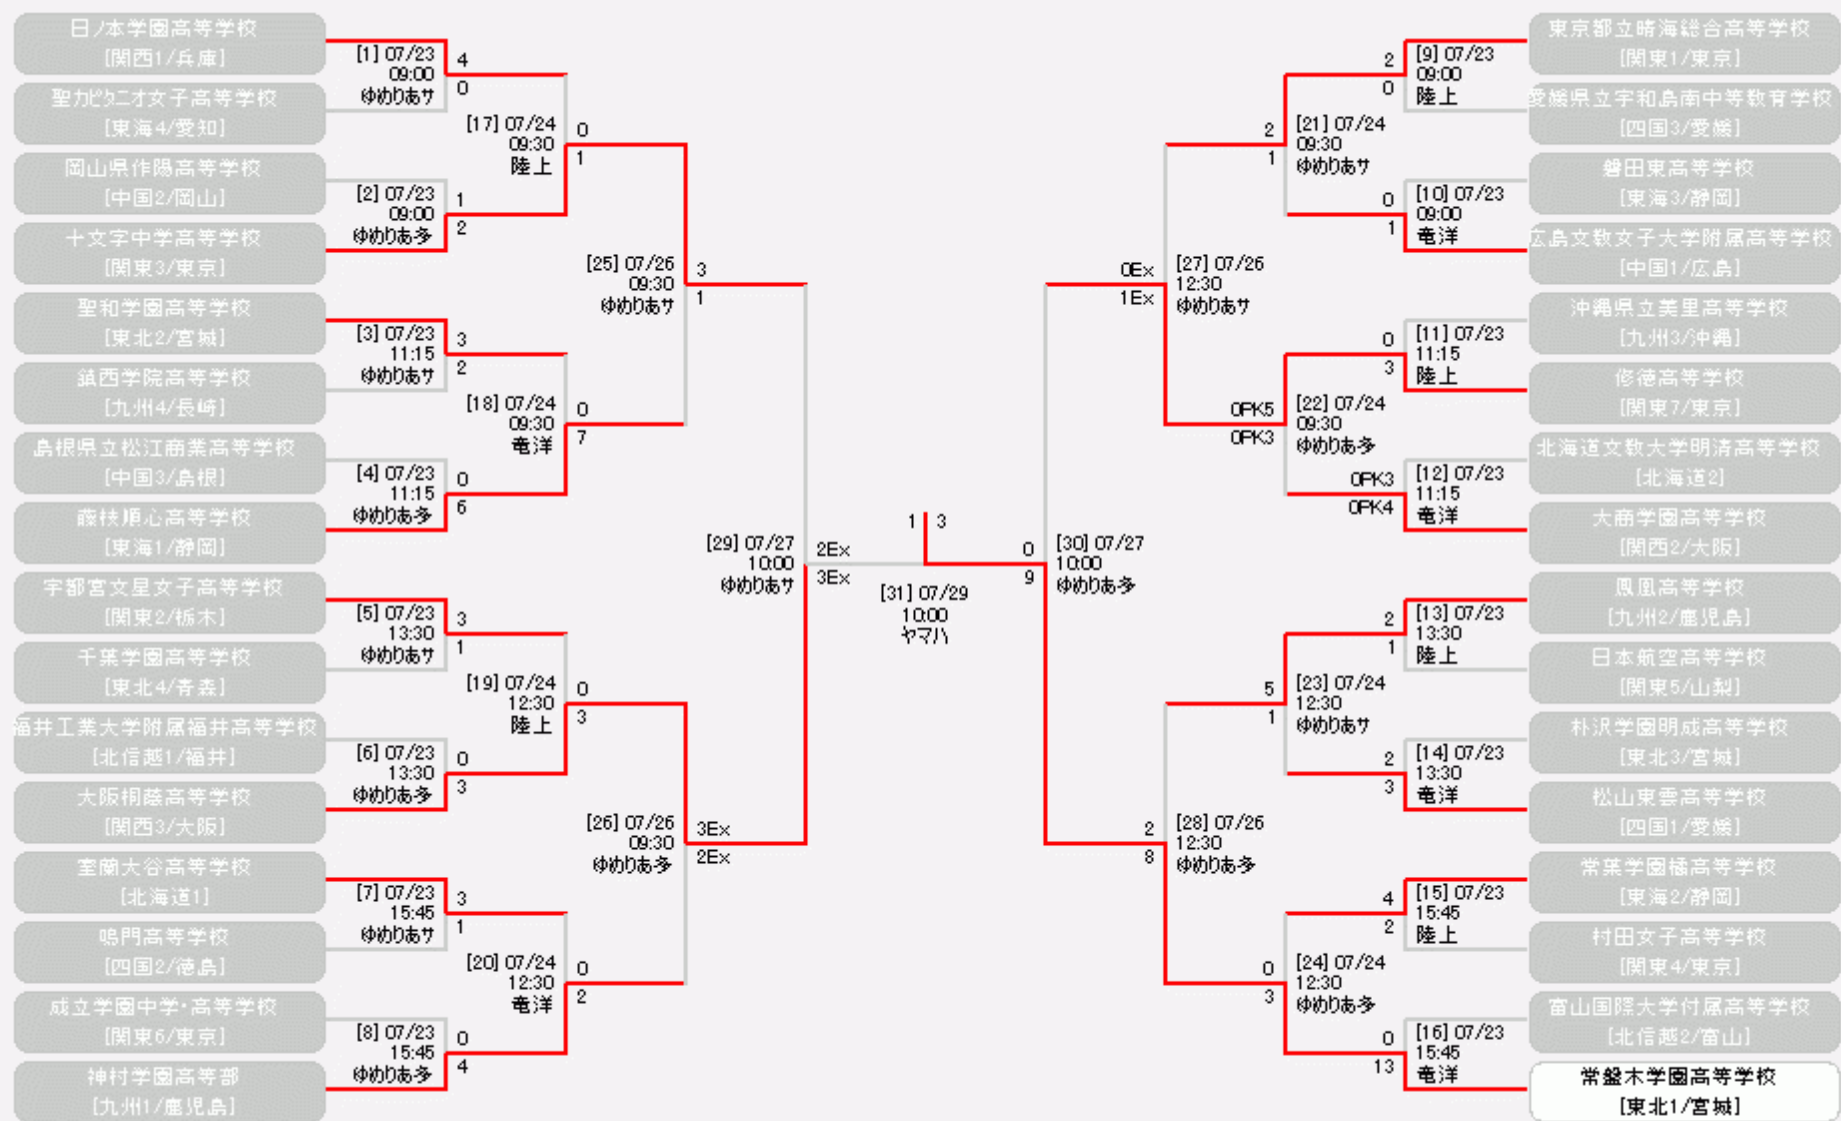 日ノ本学園高等学校
[関西1/兵庫]
聖カピタニオ女子高等学校
[東海4/愛知]
岡山県作陽高等学校
[中国2/岡山]
十文字中学高等学校
[関東3/東京]
聖和学園高等学校
[東北2/宮城]
鎮西学院高等学校
[九州4/長崎]
島根県立松江商業高等学校
[中国3/島根]
藤枝順心高等学校
[東海1/静岡]
宇都宮文星女子高等学校
[関東2/栃木]
千葉学園高等学校
[東北4/青森]
福井工業大学附属福井高等学校
[北信越1/福井]
大阪桐蔭高等学校
[関西3/大阪]
室蘭大谷高等学校
[北海道1]
鳴門高等学校
[四国2/徳島]
成立学園中学・高等学校
[関東6/東京]
神村学園高等部
[九州1/鹿児島]
[1] 07/23
09:00
ゆめりあサ
4
0
[2] 07/23
09:00
ゆめりあ多
1
2
[3] 07/23
11:15
ゆめりあサ
3
2
[4] 07/23
11:15
ゆめりあ多
0
6
[5] 07/23
13:30
ゆめりあサ
3
1
[6] 07/23
13:30
ゆめりあ多
0
3
[7] 07/23
15:45
ゆめりあサ
3
1
[8] 07/23
15:45
ゆめりあ多
0
4
[17] 07/24
09:30
陸上
0
1
[18] 07/24
09:30
竜洋
0
7
[19] 07/24
12:30
陸上
0
3
[20] 07/24
12:30
竜洋
0
2
[25] 07/26
09:30
ゆめりあサ
3
1
[26] 07/26
09:30
ゆめりあ多
3Ex
2Ex
[29] 07/27
10:00
ゆめりあサ
2Ex
3Ex
1
3
[31] 07/29
10:00
ヤマハ
0
9
[30] 07/27
10:00
ゆめりあ多
0Ex
1Ex
[27] 07/26
12:30
ゆめりあサ
2
8
[28] 07/26
12:30
ゆめりあ多
2
1
[21] 07/24
09:30
ゆめりあサ
0PK5
0PK3
[22] 07/24
09:30
ゆめりあ多
5
1
[23] 07/24
12:30
ゆめりあサ
0
3
[24] 07/24
12:30
ゆめりあ多
2
0
[9] 07/23
09:00
陸上
0
1
[10] 07/23
09:00
竜洋
0
3
[11] 07/23
11:15
陸上
0PK3
0PK4
[12] 07/23
11:15
竜洋
2
1
[13] 07/23
13:30
陸上
2
3
[14] 07/23
13:30
竜洋
4
2
[15] 07/23
15:45
陸上
0
13
[16] 07/23
15:45
竜洋
東京都立晴海総合高等学校
[関東1/東京]
愛媛県立宇和島南中等教育学校
[四国3/愛媛]
磐田東高等学校
[東海3/静岡]
広島文教女子大学附属高等学校
[中国1/広島]
沖縄県立美里高等学校
[九州3/沖縄]
修徳高等学校
[関東7/東京]
北海道文教大学明清高等学校
[北海道2]
大商学園高等学校
[関西2/大阪]
鳳凰高等学校
[九州2/鹿児島]
日本航空高等学校
[関東5/山梨]
朴沢学園明成高等学校
[東北3/宮城]
松山東雲高等学校
[四国1/愛媛]
常葉学園橘高等学校
[東海2/静岡]
村田女子高等学校
[関東4/東京]
富山国際大学付属高等学校
[北信越2/富山]
常盤木学園高等学校
[東北1/宮城]